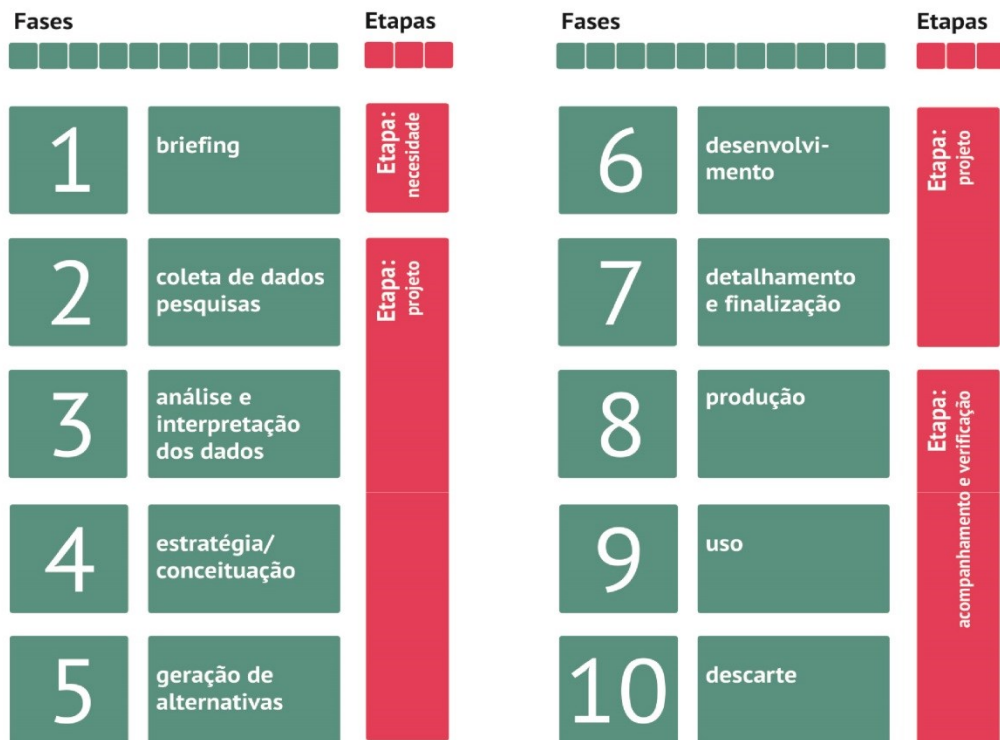 Fases
Etapas
1
briefing
Etapa:
necesidade
2
coleta de dados
pesquisas
Etapa:
projeto
3
análise e
interpretação
dos dados
4
estratégia/
conceituação
5
geração de
alternativas
Fases
Etapas
6
desenvolvi-
mento
Etapa:
projeto
7
detalhamento
e finalização
8
produção
Etapa:
acompanhamento e verificação
9
uso
10
descarte